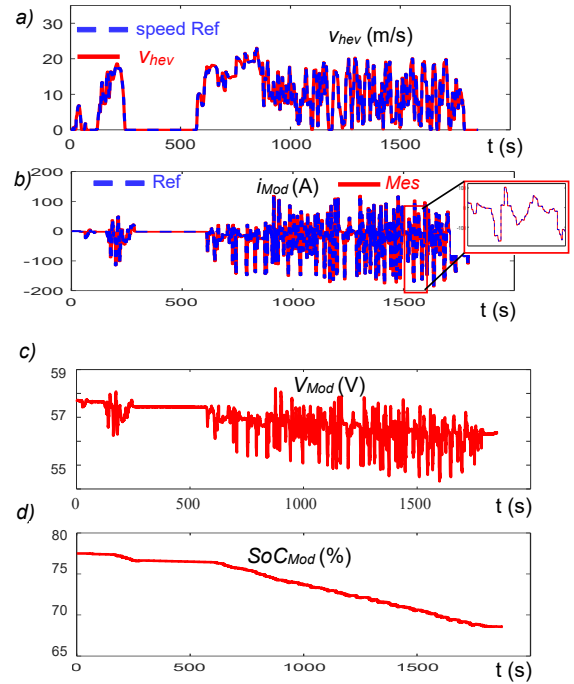 a)
speed Ref
v_hev
v_hev (m/s)
30
20
10
0
0 500 1000 1500
t (s)
b)
Ref
i_Mod (A)
Mes
200
100
0
-100
-200
0 500 1000 1500
t (s)
c)
V_Mod (V)
59
57
55
0 500 1000 1500
t (s)
d)
SoC_Mod (%)
80
75
70
65
0 500 1000 1500
t (s)